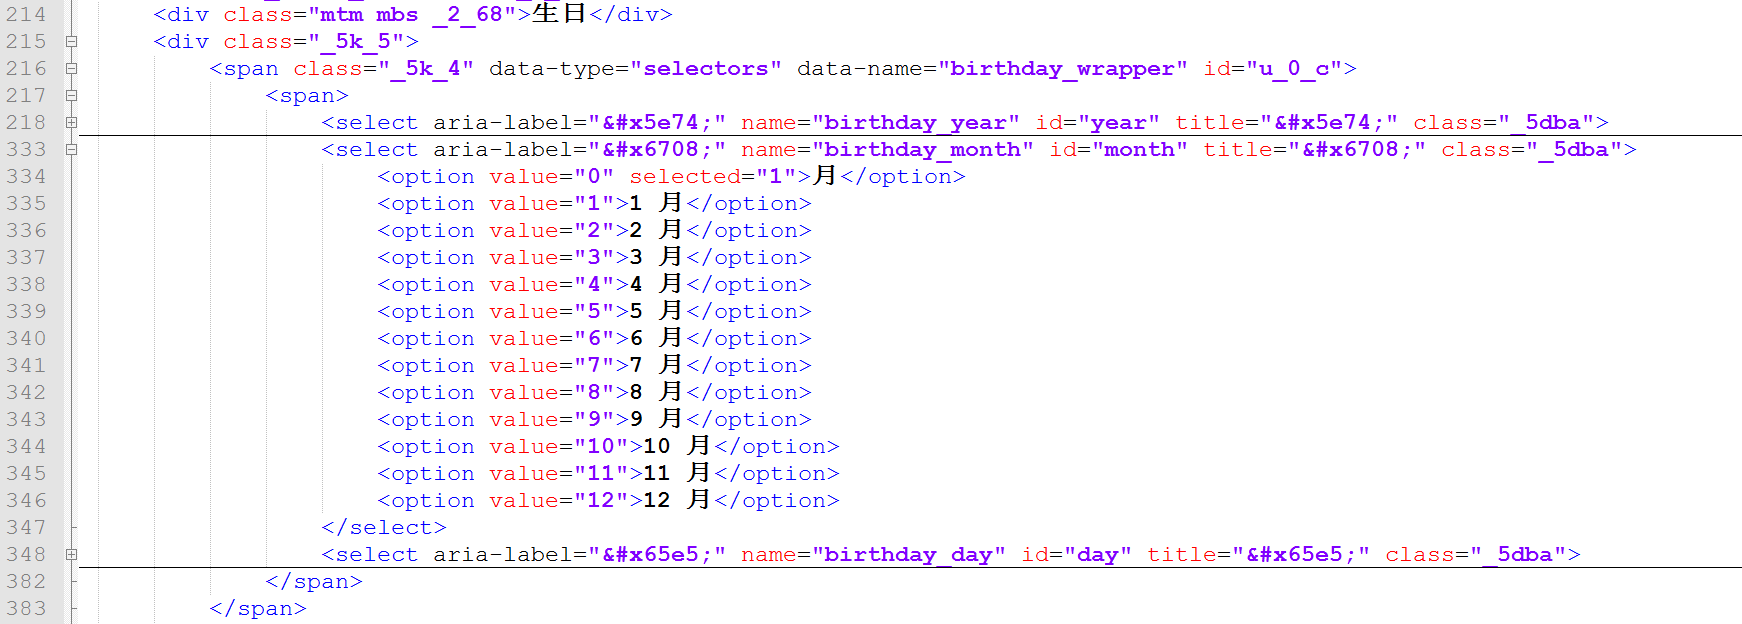 214 <div class="mtm mbs _2_68">生日</div>
215 <div class="_5k_5">
216 <span class="_5k_4" data-type="selectors" data-name="birthday_wrapper" id="u_0_c">
217 <span>
218 <select aria-label="&#x5e74;" name="birthday_year" id="year" title="&#x5e74;" class="_5dba">
333 <select aria-label="&#x6708;" name="birthday_month" id="month" title="&#x6708;" class="_5dba">
334 <option value="0" selected="1">月</option>
335 <option value="1">1 月</option>
336 <option value="2">2 月</option>
337 <option value="3">3 月</option>
338 <option value="4">4 月</option>
339 <option value="5">5 月</option>
340 <option value="6">6 月</option>
341 <option value="7">7 月</option>
342 <option value="8">8 月</option>
343 <option value="9">9 月</option>
344 <option value="10">10 月</option>
345 <option value="11">11 月</option>
346 <option value="12">12 月</option>
347 </select>
348 <select aria-label="&#x65e5;" name="birthday_day" id="day" title="&#x65e5;" class="_5dba">
382 </span>
383 </span>